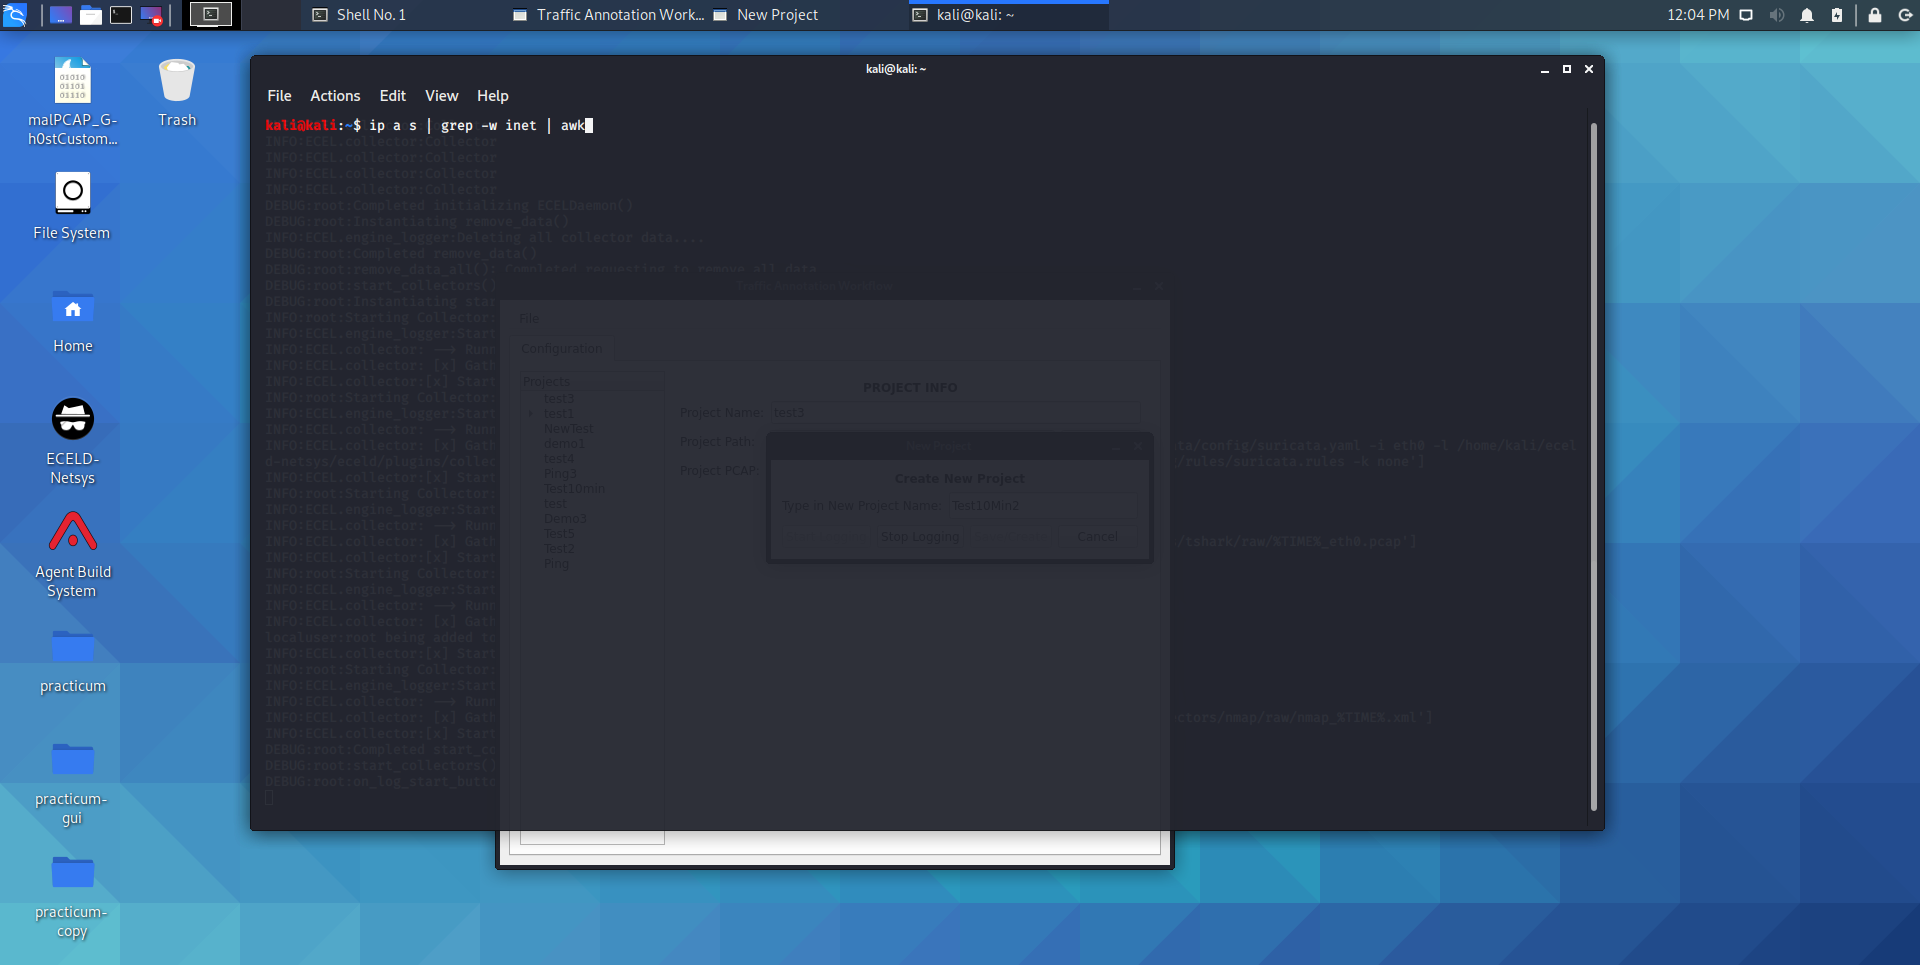 Shell No. 1
Traffic Annotation Work...
New Project
kali@kali: ~
12:04 PM
malPCAP_G-
h0stCustom...
Trash
File System
Home
ECELD-
Netsys
Agent Build
System
practicum
practicum-
gui
practicum-
copy
kali@kali: ~
File Actions Edit View Help
kali@kali:~$ ip a s | grep -w inet | awk
INFO:ECEL.collector:Collector
INFO:ECEL.collector:Collector
INFO:ECEL.collector:Collector
INFO:ECEL.collector:Collector
DEBUG:root:Completed initializing ECELDaemon()
DEBUG:root:Instantiating remove_data()
INFO:ECEL.engine_logger:Deleting all collector data....
DEBUG:root:Completed remove_data()
DEBUG:root:remove_data_all(): Completed requesting to remove all data
DEBUG:root:start_collectors()
DEBUG:root:Instantiating star
INFO:root:Starting Collector:
INFO:ECEL.engine_logger:Start
INFO:ECEL.collector: --> Runn
INFO:ECEL.collector: [x] Gath
INFO:ECEL.collector:[x] Start
INFO:root:Starting Collector:
INFO:ECEL.engine_logger:Start
INFO:ECEL.collector: --> Runn
INFO:ECEL.collector: [x] Gath
ta/config/suricata.yaml -i eth0 -l /home/kali/ecel
d-netsys/eceld/plugins/collec
/rules/suricata.rules -k none']
INFO:ECEL.collector:[x] Start
INFO:root:Starting Collector:
INFO:ECEL.engine_logger:Start
INFO:ECEL.collector: --> Runn
INFO:ECEL.collector: [x] Gath
/tshark/raw/%TIME%_eth0.pcap']
INFO:ECEL.collector:[x] Start
INFO:root:Starting Collector:
INFO:ECEL.engine_logger:Start
INFO:ECEL.collector: --> Runn
INFO:ECEL.collector: [x] Gath
localuser:root being added to
INFO:ECEL.collector:[x] Start
INFO:root:Starting Collector:
INFO:ECEL.engine_logger:Start
INFO:ECEL.collector: --> Runn
INFO:ECEL.collector: [x] Gath
ctors/nmap/raw/nmap_%TIME%.xml']
INFO:ECEL.collector:[x] Start
DEBUG:root:Completed start_co
DEBUG:root:start_collectors()
DEBUG:root:on_log_start_butto
Traffic Annotation Workflow
File
Configuration
Projects
test3
test1
NewTest
demo1
test4
Ping3
Test10min
test
Demo3
Test5
Test2
Ping
PROJECT INFO
Project Name: test3
Project Path:
Project PCAP:
New Project
Create New Project
Type in New Project Name: Test10Min2
Stop Logging
Cancel